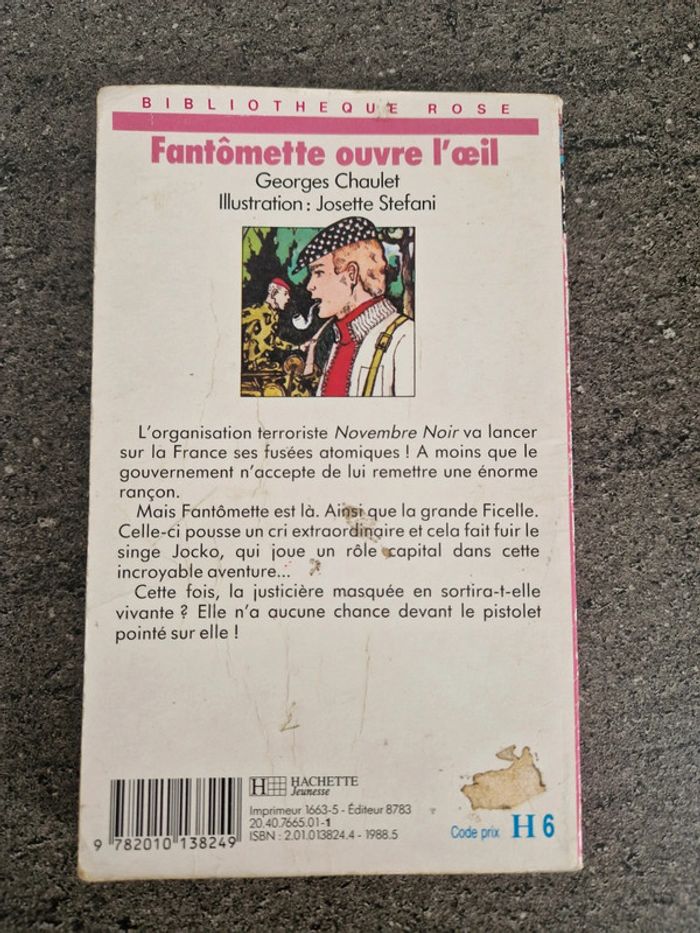 BIBLIOTHEQUE ROSE
Fantômette ouvre l'œil
Georges Chaulet
Illustration : Josette Stefani
L'organisation terroriste Novembre Noir va lancer
sur la France ses fusées atomiques ! A moins que le
gouvernement n'accepte de lui remettre une énorme
rançon.
Mais Fantômette est là. Ainsi que la grande Ficelle.
Celle-ci pousse un cri extraordinaire et cela fait fuir le
singe Jocko, qui joue un rôle capital dans cette
incroyable aventure...
Cette fois, la justicière masquée en sortira-t-elle
vivante ? Elle n'a aucune chance devant le pistolet
pointé sur elle !
H HACHETTE
Jeunesse
Imprimeur 1663-5 - Éditeur 8783
20.40.7665.01-1
ISBN : 2.01.013824.4 - 1988.5
9 782010 138249
Code prix H 6